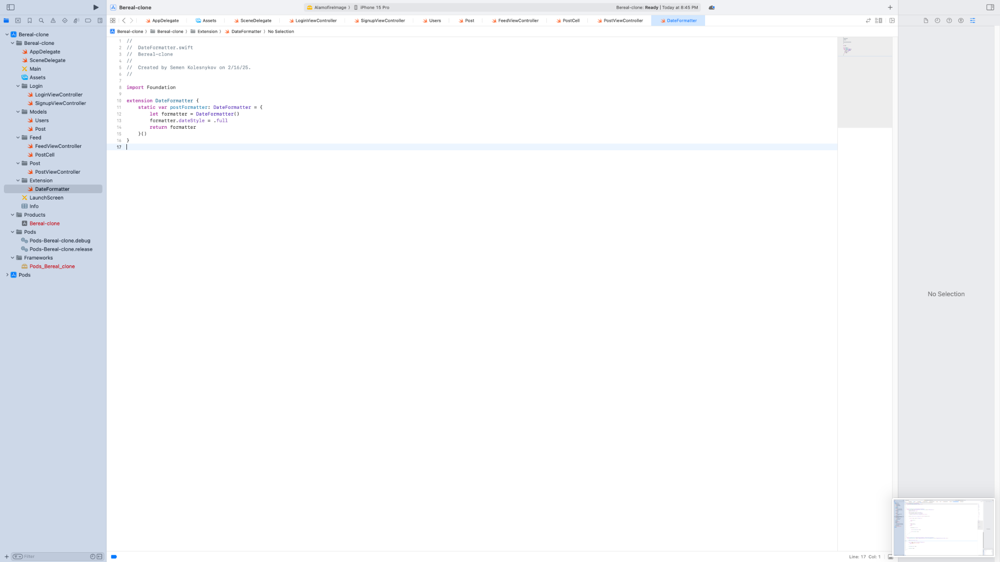 Bereal-clone
AlamofireImage 〉 iPhone 15 Pro
Bereal-clone: Ready | Today at 8:45 PM
AppDelegate
Assets
SceneDelegate
LoginViewController
SignupViewController
Users
Post
FeedViewController
PostCell
PostViewController
DateFormatter
Bereal-clone 〉 Bereal-clone 〉 Extension 〉 DateFormatter 〉 No Selection
Bereal-clone
Bereal-clone
AppDelegate
SceneDelegate
Main
Assets
Login
LoginViewController
SignupViewController
Models
Users
Post
Feed
FeedViewController
PostCell
Post
PostViewController
Extension
DateFormatter
LaunchScreen
Info
Products
Bereal-clone
Pods
Pods-Bereal-clone.debug
Pods-Bereal-clone.release
Frameworks
Pods_Bereal_clone
Pods
Filter
1 //
2 //  DateFormatter.swift
3 //  Bereal-clone
4 //
5 //  Created by Semen Kolesnykov on 2/16/25.
6 //
7
8 import Foundation
9
10 extension DateFormatter {
11     static var postFormatter: DateFormatter = {
12         let formatter = DateFormatter()
13         formatter.dateStyle = .full
14         return formatter
15     }()
16 }
17
No Selection
Line: 17 Col: 1